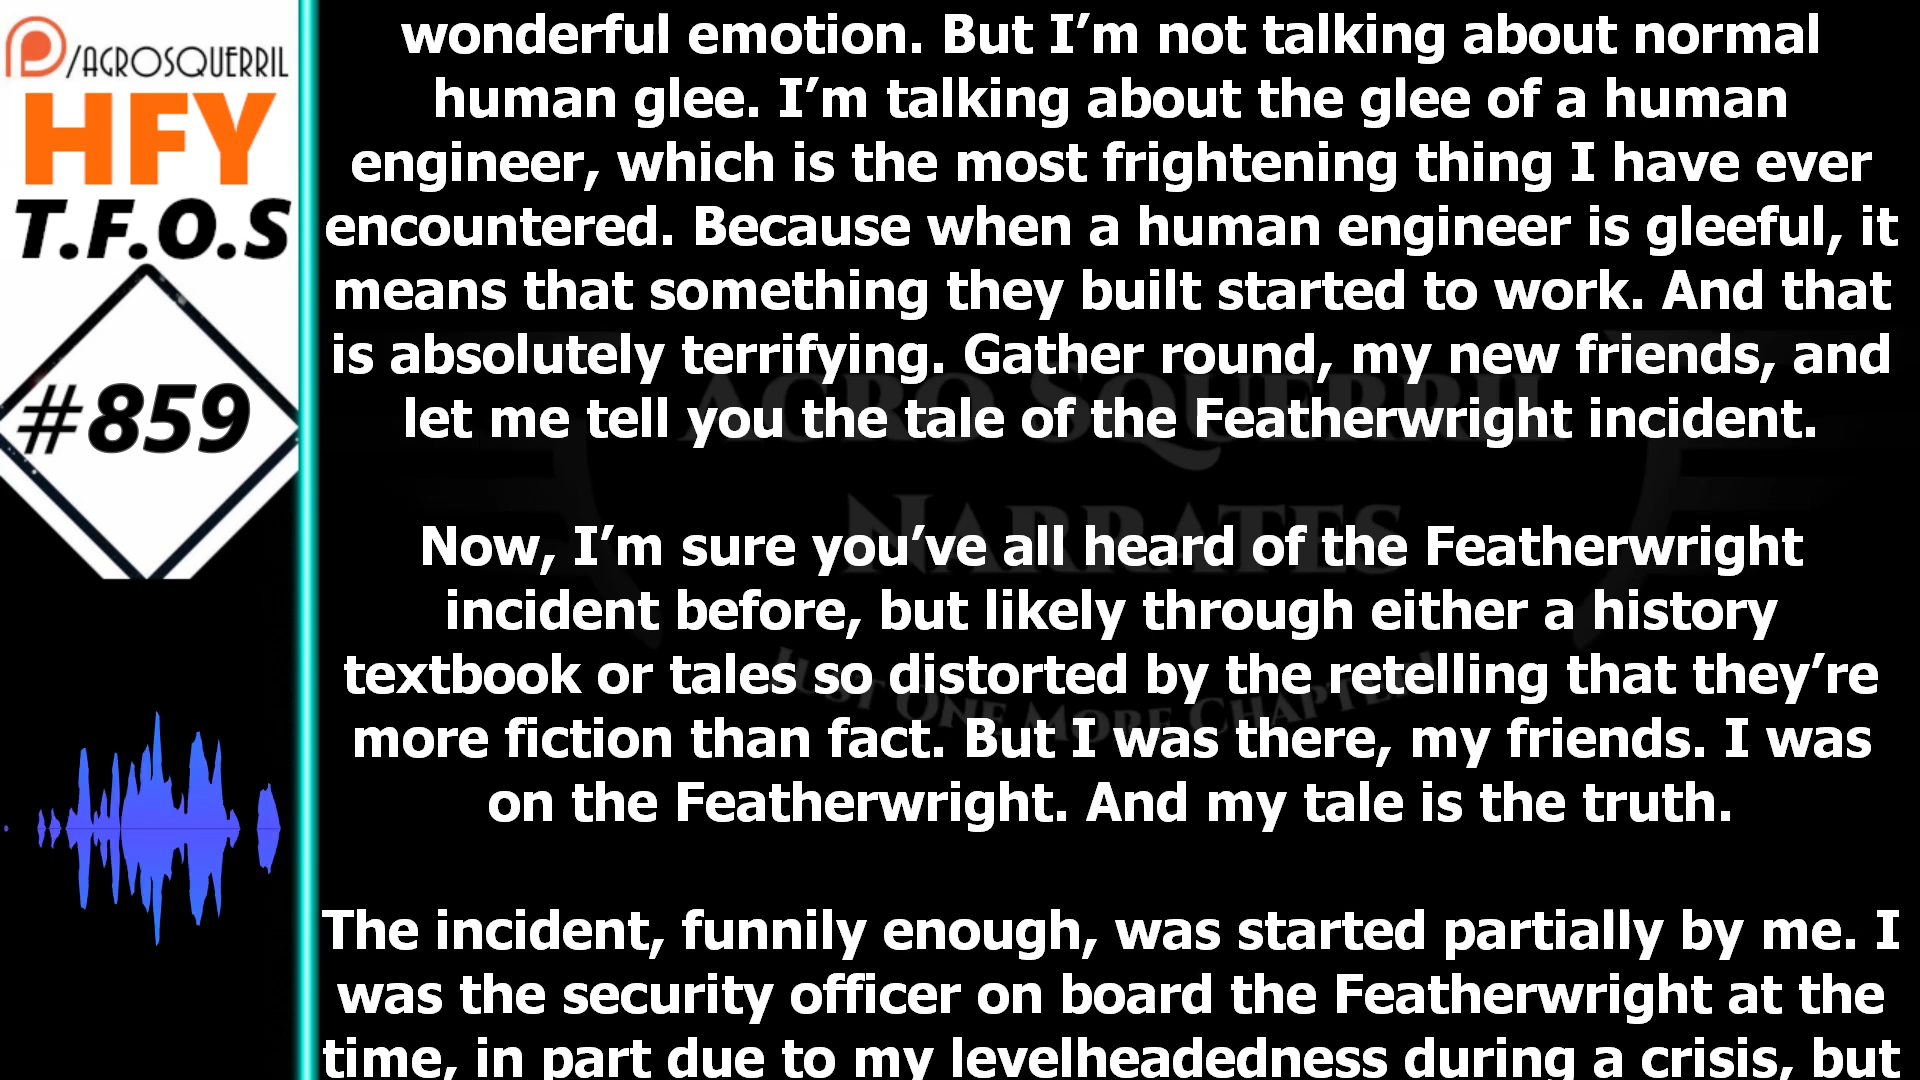 /AGROSQUERRIL
HFY
T.F.O.S
#859
wonderful emotion. But I’m not talking about normal
human glee. I’m talking about the glee of a human
engineer, which is the most frightening thing I have ever
encountered. Because when a human engineer is gleeful, it
means that something they built started to work. And that
is absolutely terrifying. Gather round, my new friends, and
let me tell you the tale of the Featherwright incident.
Now, I’m sure you’ve all heard of the Featherwright
incident before, but likely through either a history
textbook or tales so distorted by the retelling that they’re
more fiction than fact. But I was there, my friends. I was
on the Featherwright. And my tale is the truth.
The incident, funnily enough, was started partially by me. I
was the security officer on board the Featherwright at the
time, in part due to my levelheadedness during a crisis, but
AGRO SQUERRIL
NARRATES
JUST ONE MORE CHAPTER